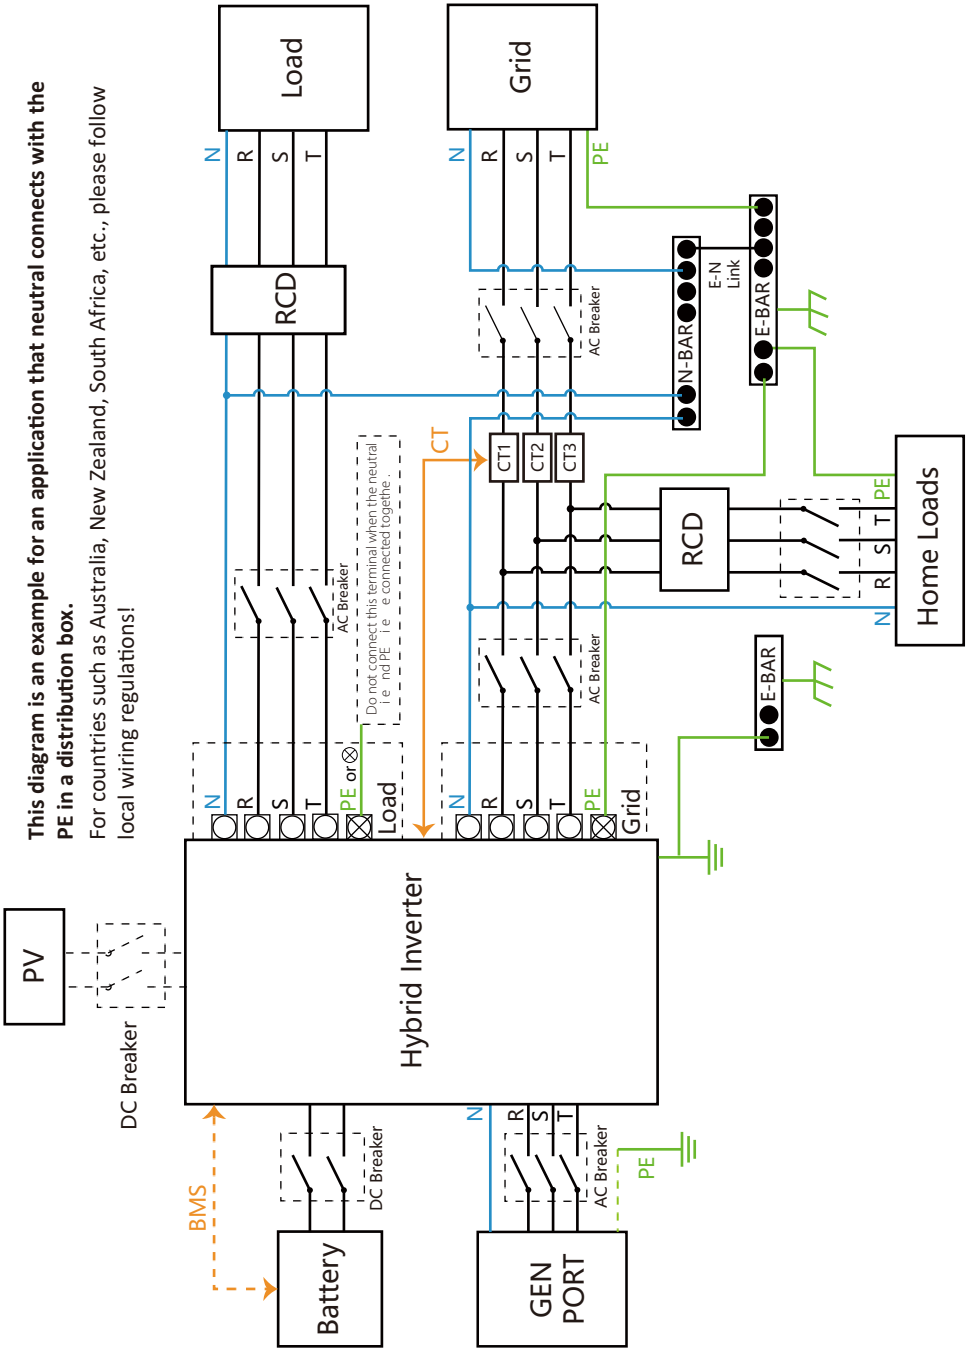 This diagram is an example for an application that neutral connects with the
PE in a distribution box.
For countries such as Australia, New Zealand, South Africa, etc., please follow
local wiring regulations!
PV
DC Breaker
BMS
Battery
DC Breaker
GEN
PORT
N
R
S
T
AC Breaker
PE
Hybrid Inverter
N
R
S
T
PE or
Load
AC Breaker
Do not connect this terminal when the neutral
i e nd PE i e e connected togethe .
RCD
N
R
S
T
Load
CT
N
R
S
T
PE
Grid
AC Breaker
CT1
CT2
CT3
AC Breaker
N
R
S
T
PE
Grid
N-BAR
E-N
Link
E-BAR
RCD
N
R
S
T
PE
Home Loads
E-BAR